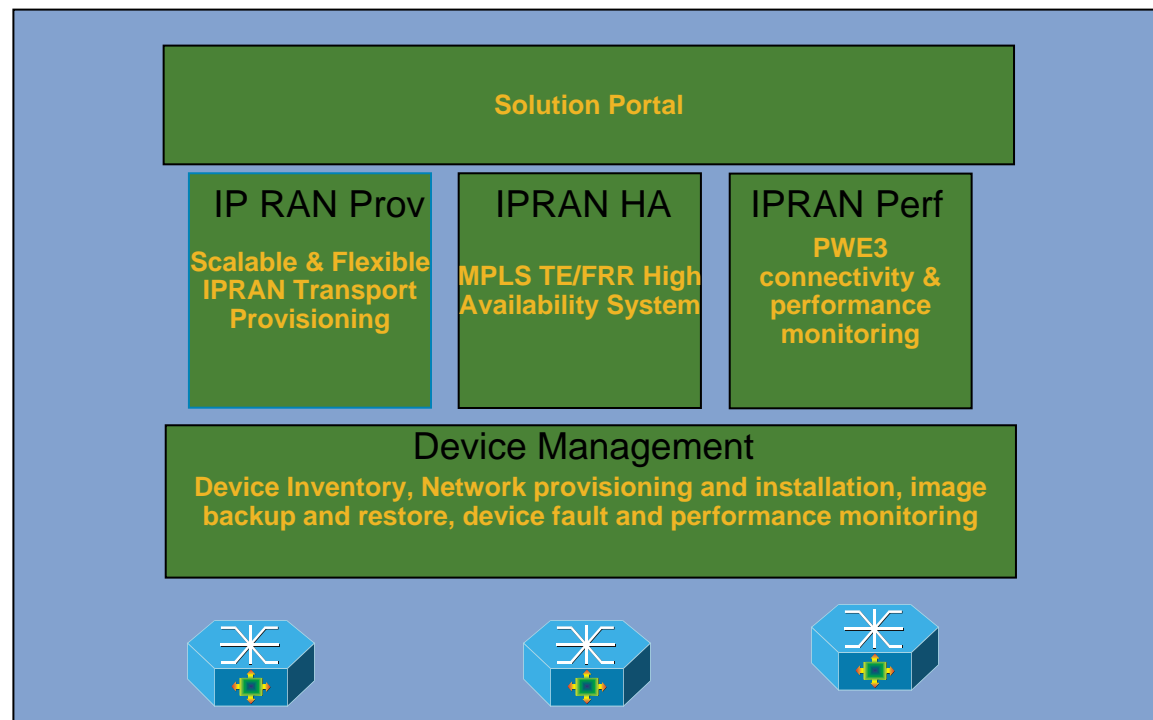 Solution Portal
IP RAN Prov
Scalable & Flexible
IPRAN Transport
Provisioning
IPRAN HA
MPLS TE/FRR High
Availability System
IPRAN Perf
PWE3
connectivity &
performance
monitoring
Device Management
Device Inventory, Network provisioning and installation, image
backup and restore, device fault and performance monitoring